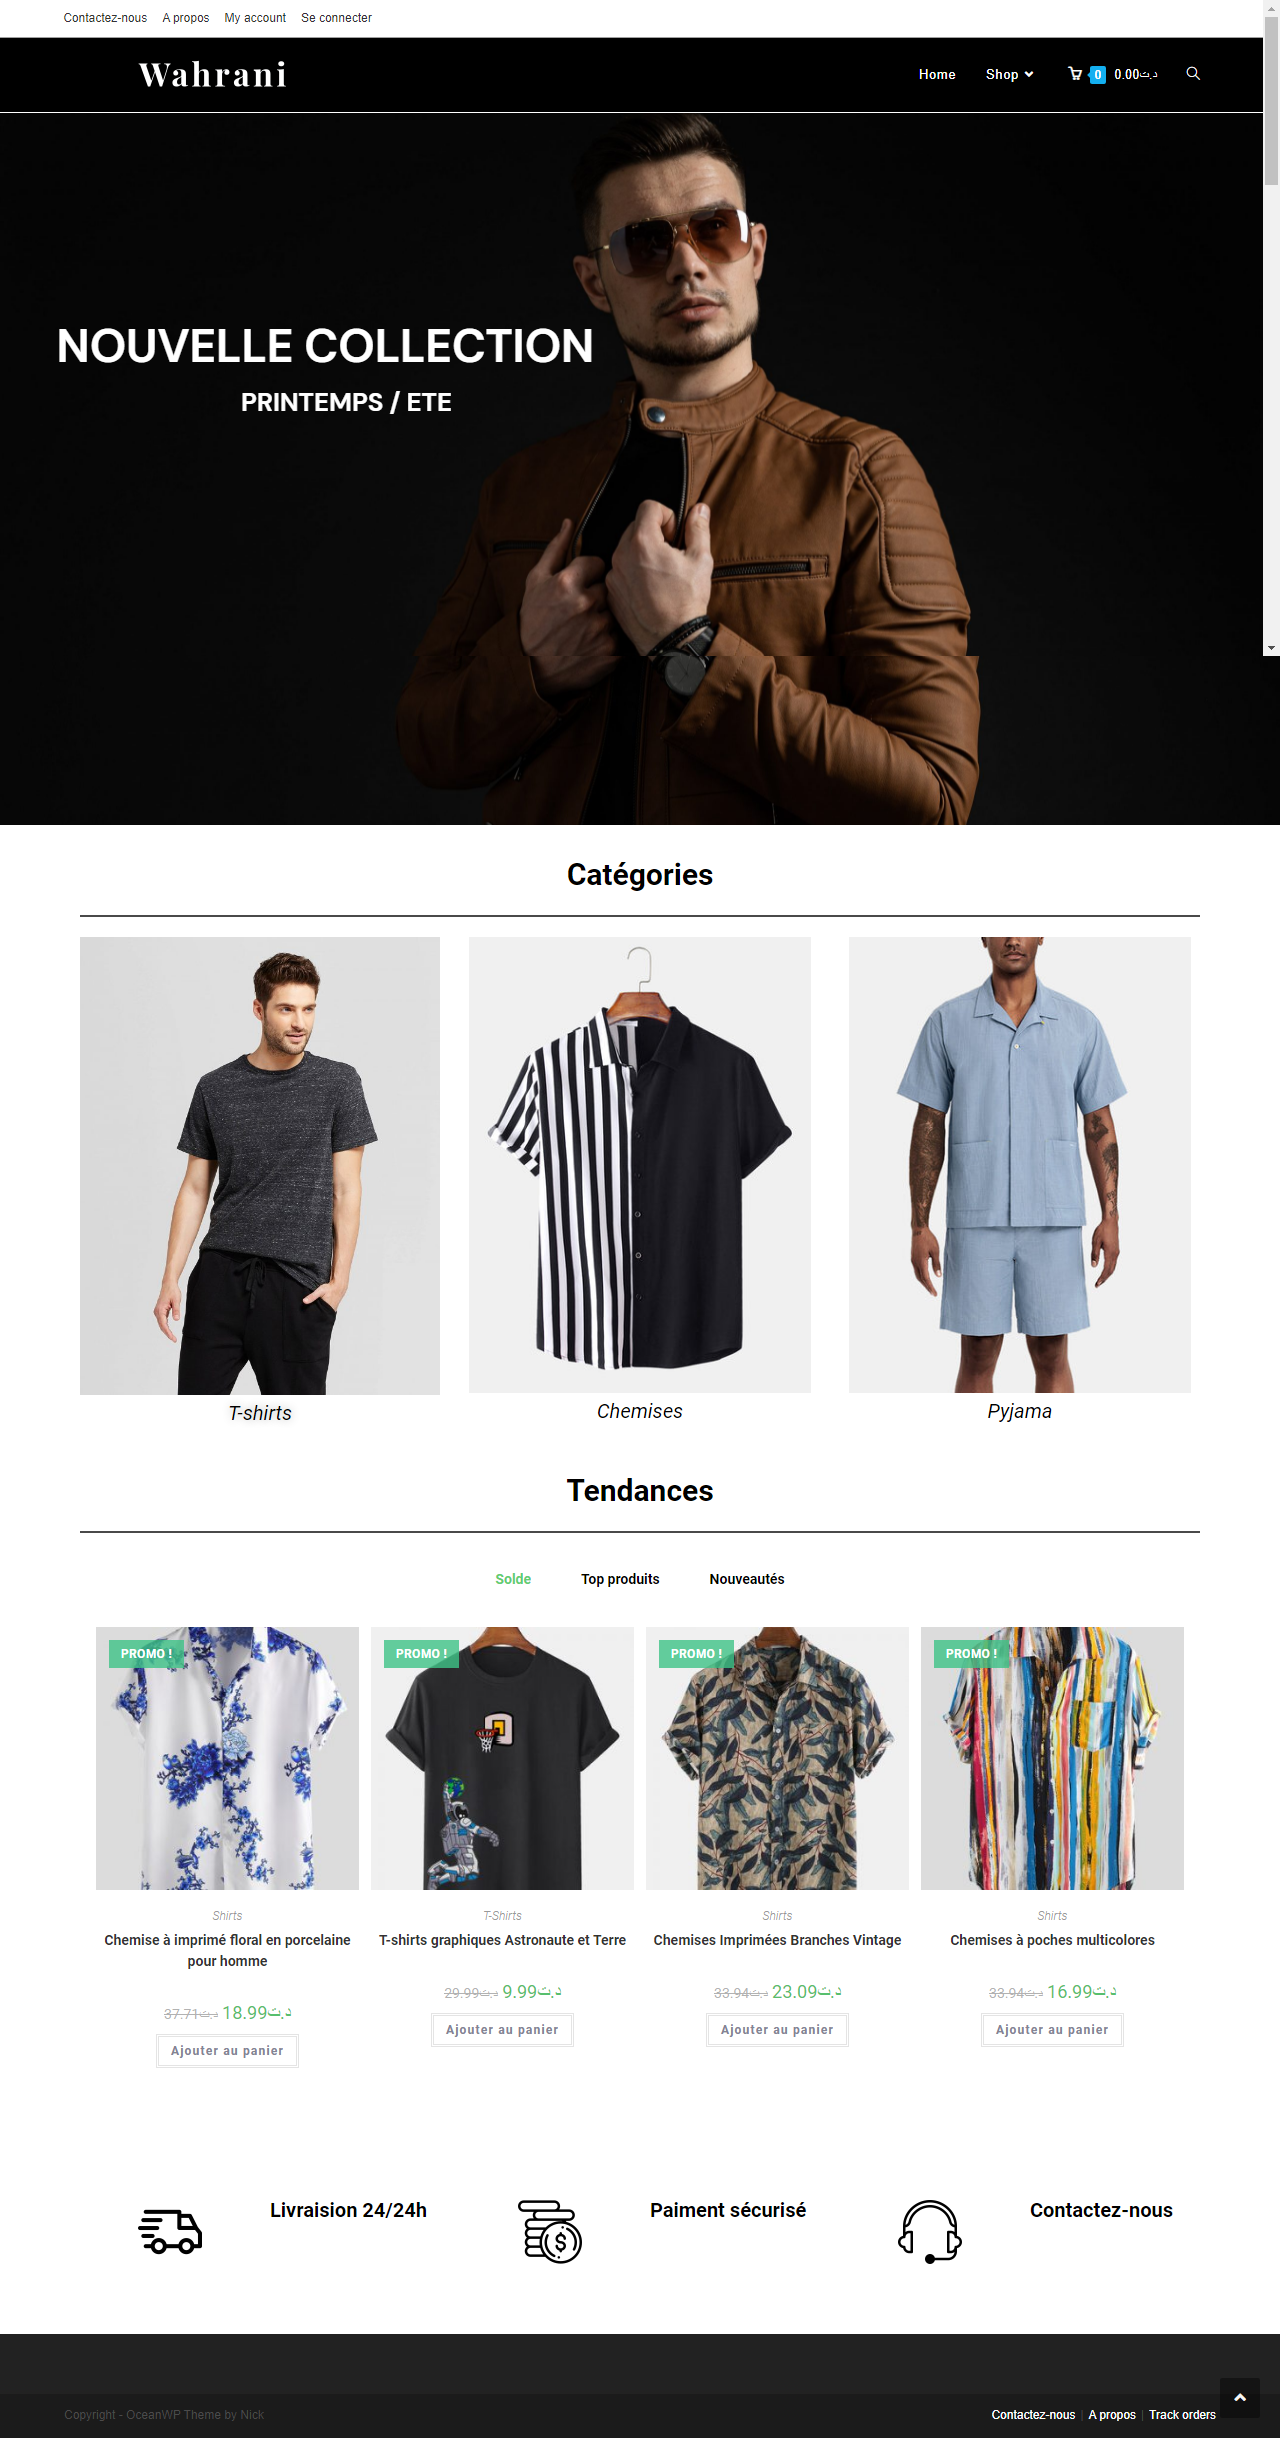 Contactez-nous A propos My account Se connecter
Wahrani
Home Shop 0 0.00د.ت
NOUVELLE COLLECTION
PRINTEMPS / ETE
Catégories
T-shirts Chemises Pyjama
Tendances
Solde Top produits Nouveautés
PROMO ! PROMO ! PROMO ! PROMO !
Shirts T-Shirts Shirts Shirts
Chemise à imprimé floral en porcelaine pour homme
T-shirts graphiques Astronaute et Terre
Chemises Imprimées Branches Vintage
Chemises à poches multicolores
37.71د.ت 18.99د.ت
29.99د.ت 9.99د.ت
33.94د.ت 23.09د.ت
33.94د.ت 16.99د.ت
Ajouter au panier Ajouter au panier Ajouter au panier Ajouter au panier
Livraision 24/24h Paiment sécurisé Contactez-nous
Copyright - OceanWP Theme by Nick
Contactez-nous | A propos | Track orders